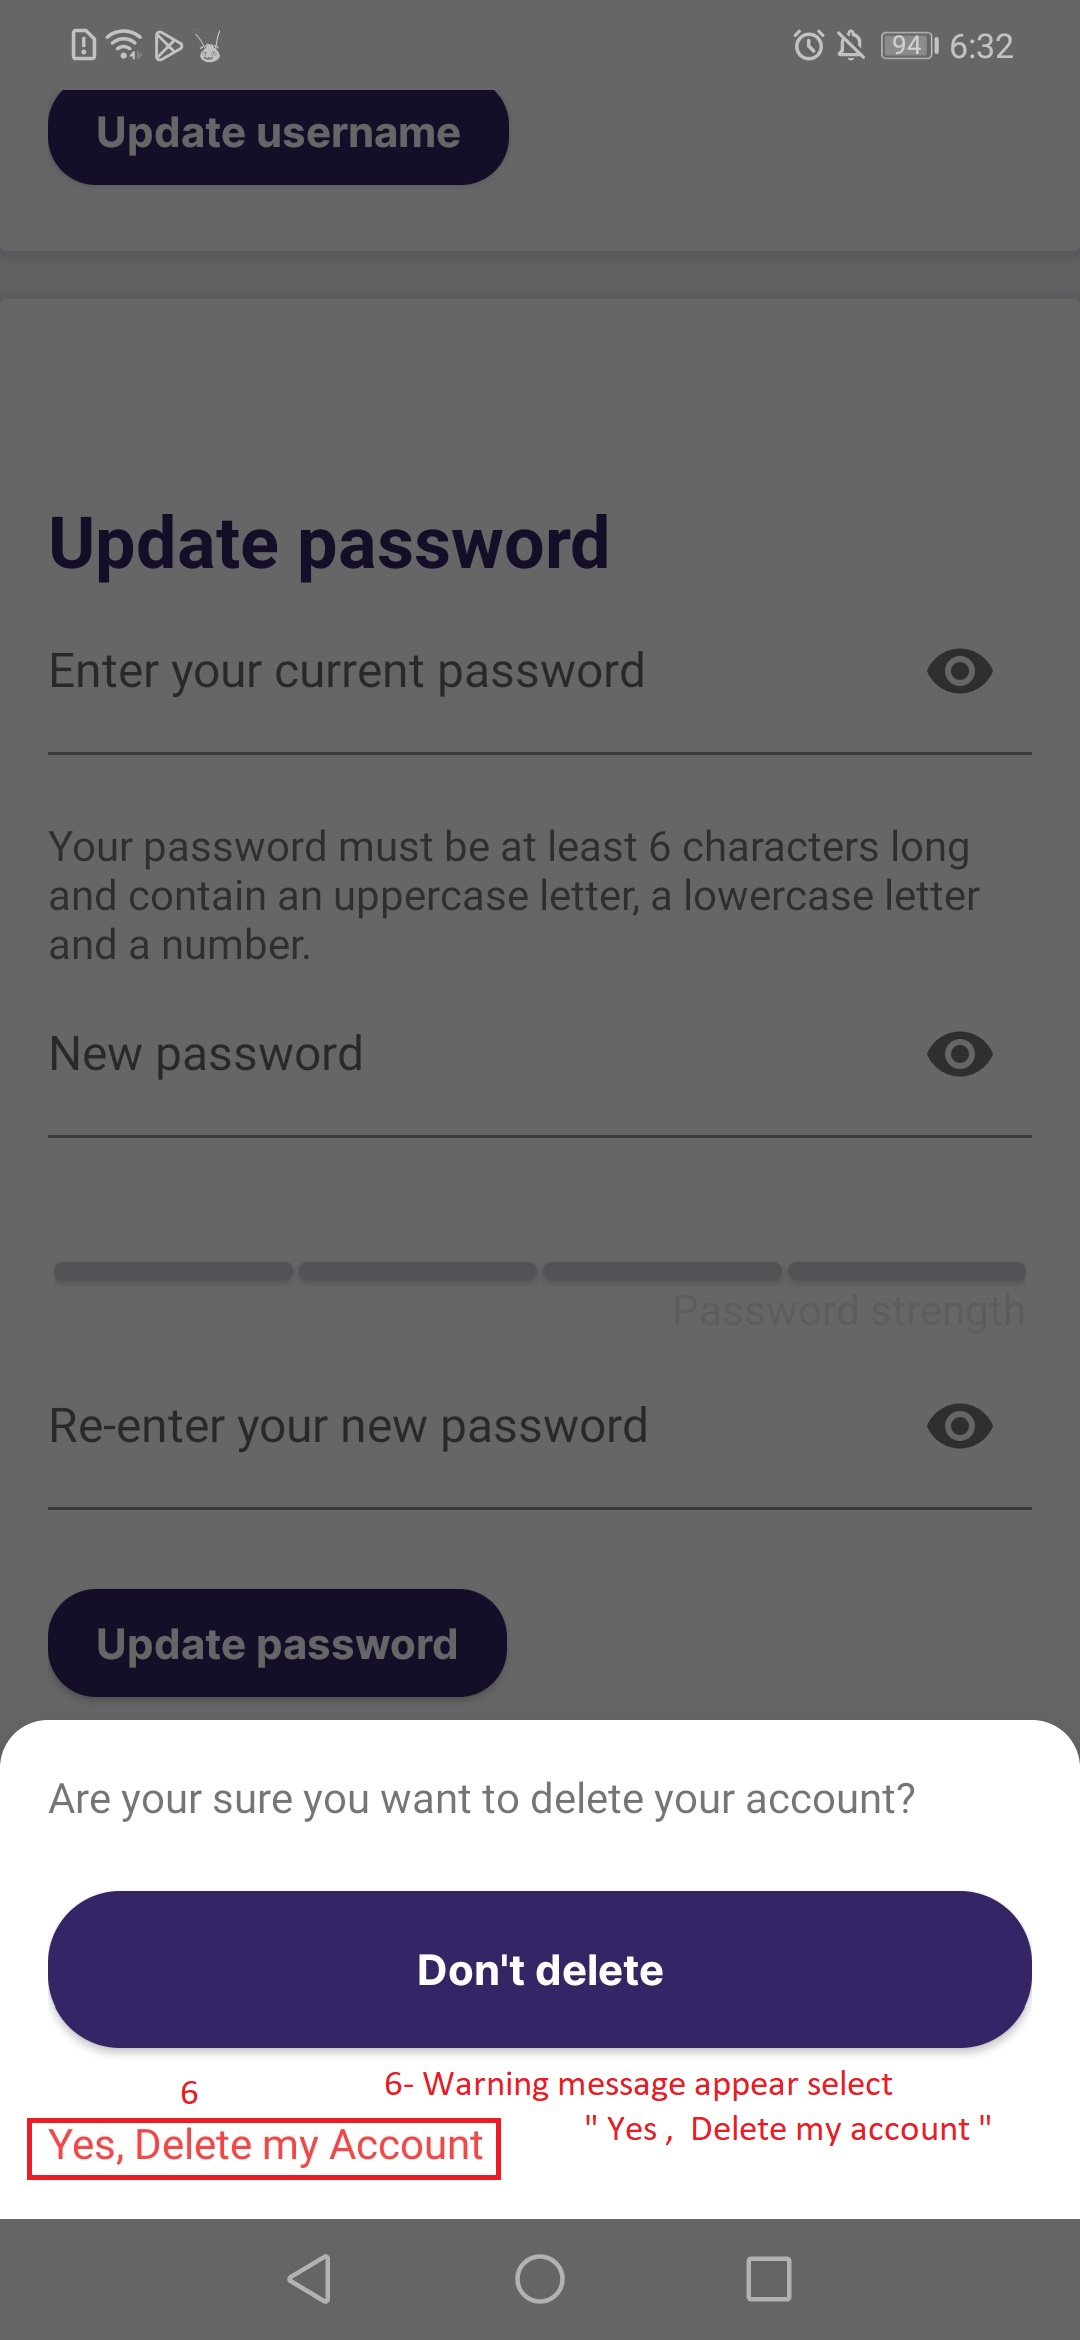 94 6:32
Update username
Update password
Enter your current password
Your password must be at least 6 characters long
and contain an uppercase letter, a lowercase letter
and a number.
New password
Password strength
Re-enter your new password
Update password
Are your sure you want to delete your account?
Don't delete
6
6- Warning message appear select
" Yes , Delete my account "
Yes, Delete my Account